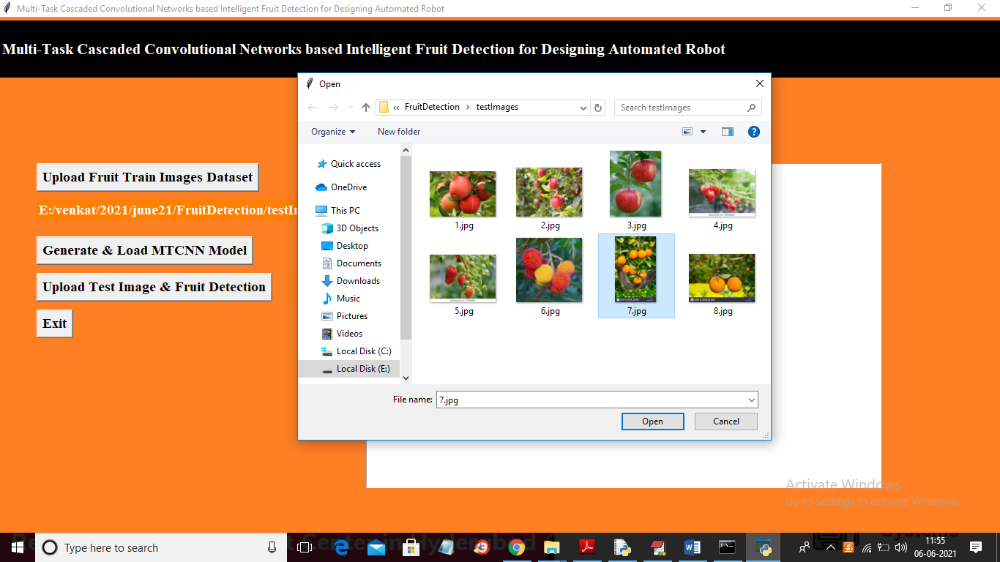 Multi-Task Cascaded Convolutional Networks based Intelligent Fruit Detection for Designing Automated Robot
Multi-Task Cascaded Convolutional Networks based Intelligent Fruit Detection for Designing Automated Robot
Open
« FruitDetection › testImages
Search testImages
Organize
New folder
Quick access
OneDrive
This PC
3D Objects
Desktop
Documents
Downloads
Music
Pictures
Videos
Local Disk (C:)
Local Disk (E:)
1.jpg 2.jpg 3.jpg 4.jpg
5.jpg 6.jpg 7.jpg 8.jpg
File name: 7.jpg
Open Cancel
Upload Fruit Train Images Dataset
E:/venkat/2021/june21/FruitDetection/testI
Generate & Load MTCNN Model
Upload Test Image & Fruit Detection
Exit
Activate Windows
Go to Settings to activate Windows.
Type here to search
11:55
06-06-2021